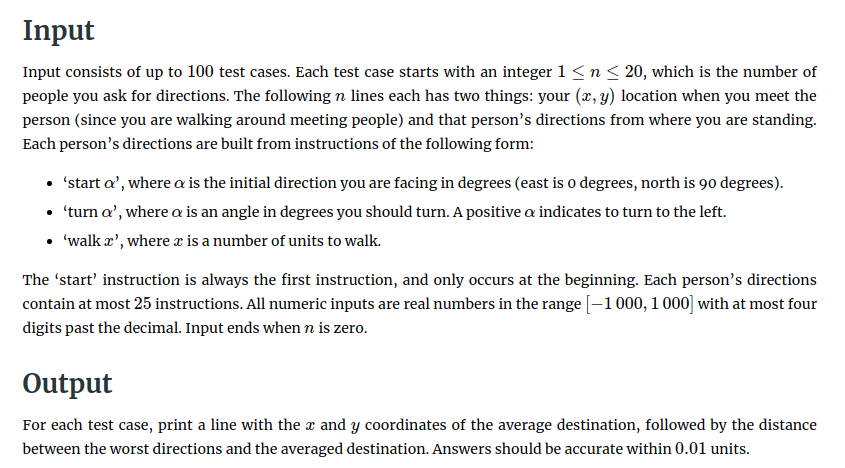 Input
Input consists of up to 100 test cases. Each test case starts with an integer 1 ≤ n ≤ 20, which is the number of
people you ask for directions. The following n lines each has two things: your (x, y) location when you meet the
person (since you are walking around meeting people) and that person's directions from where you are standing.
Each person's directions are built from instructions of the following form:
• 'start α', where α is the initial direction you are facing in degrees (east is 0 degrees, north is 90 degrees).
• 'turn α', where α is an angle in degrees you should turn. A positive α indicates to turn to the left.
• 'walk x', where x is a number of units to walk.
The 'start' instruction is always the first instruction, and only occurs at the beginning. Each person's directions
contain at most 25 instructions. All numeric inputs are real numbers in the range [−1 000, 1 000] with at most four
digits past the decimal. Input ends when n is zero.
Output
For each test case, print a line with the x and y coordinates of the average destination, followed by the distance
between the worst directions and the averaged destination. Answers should be accurate within 0.01 units.